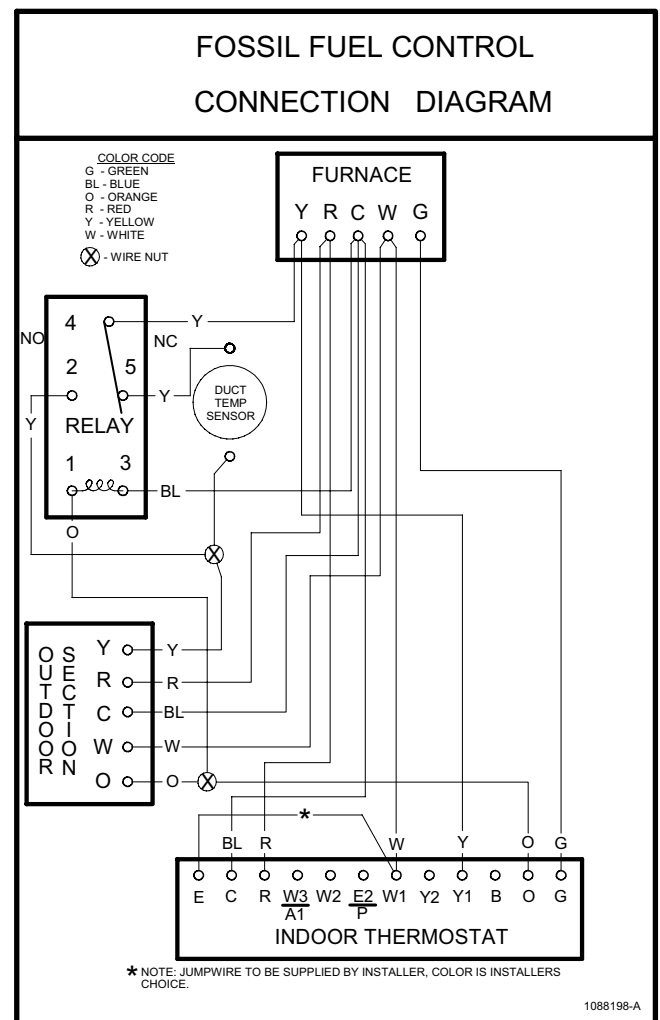 FOSSIL FUEL CONTROL
CONNECTION DIAGRAM
COLOR CODE
G - GREEN
BL - BLUE
O - ORANGE
R - RED
Y - YELLOW
W - WHITE
X - WIRE NUT
FURNACE
Y R C W G
4
NO
NC
Y
2 5
Y
Y
RELAY
1 3
BL
O
DUCT
TEMP
SENSOR
OUTDOOR
SECTION
Y Y
R R
C BL
W W
O O
*
BL R W Y O G
E C R W3 W2 E2 W1 Y2 Y1 B O G
A1 P
INDOOR THERMOSTAT
* NOTE: JUMPWIRE TO BE SUPPLIED BY INSTALLER, COLOR IS INSTALLERS
CHOICE.
1088198-A